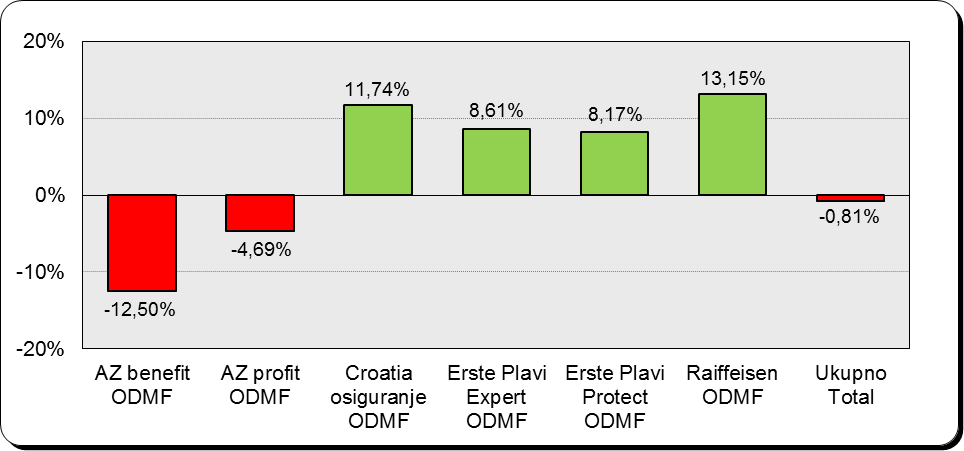 20%
10%
0%
-10%
-20%
-12,50%
-4,69%
11,74%
8,61%
8,17%
13,15%
-0,81%
AZ benefit
ODMF
AZ profit
ODMF
Croatia
osiguranje
ODMF
Erste Plavi
Expert
ODMF
Erste Plavi
Protect
ODMF
Raiffeisen
ODMF
Ukupno
Total